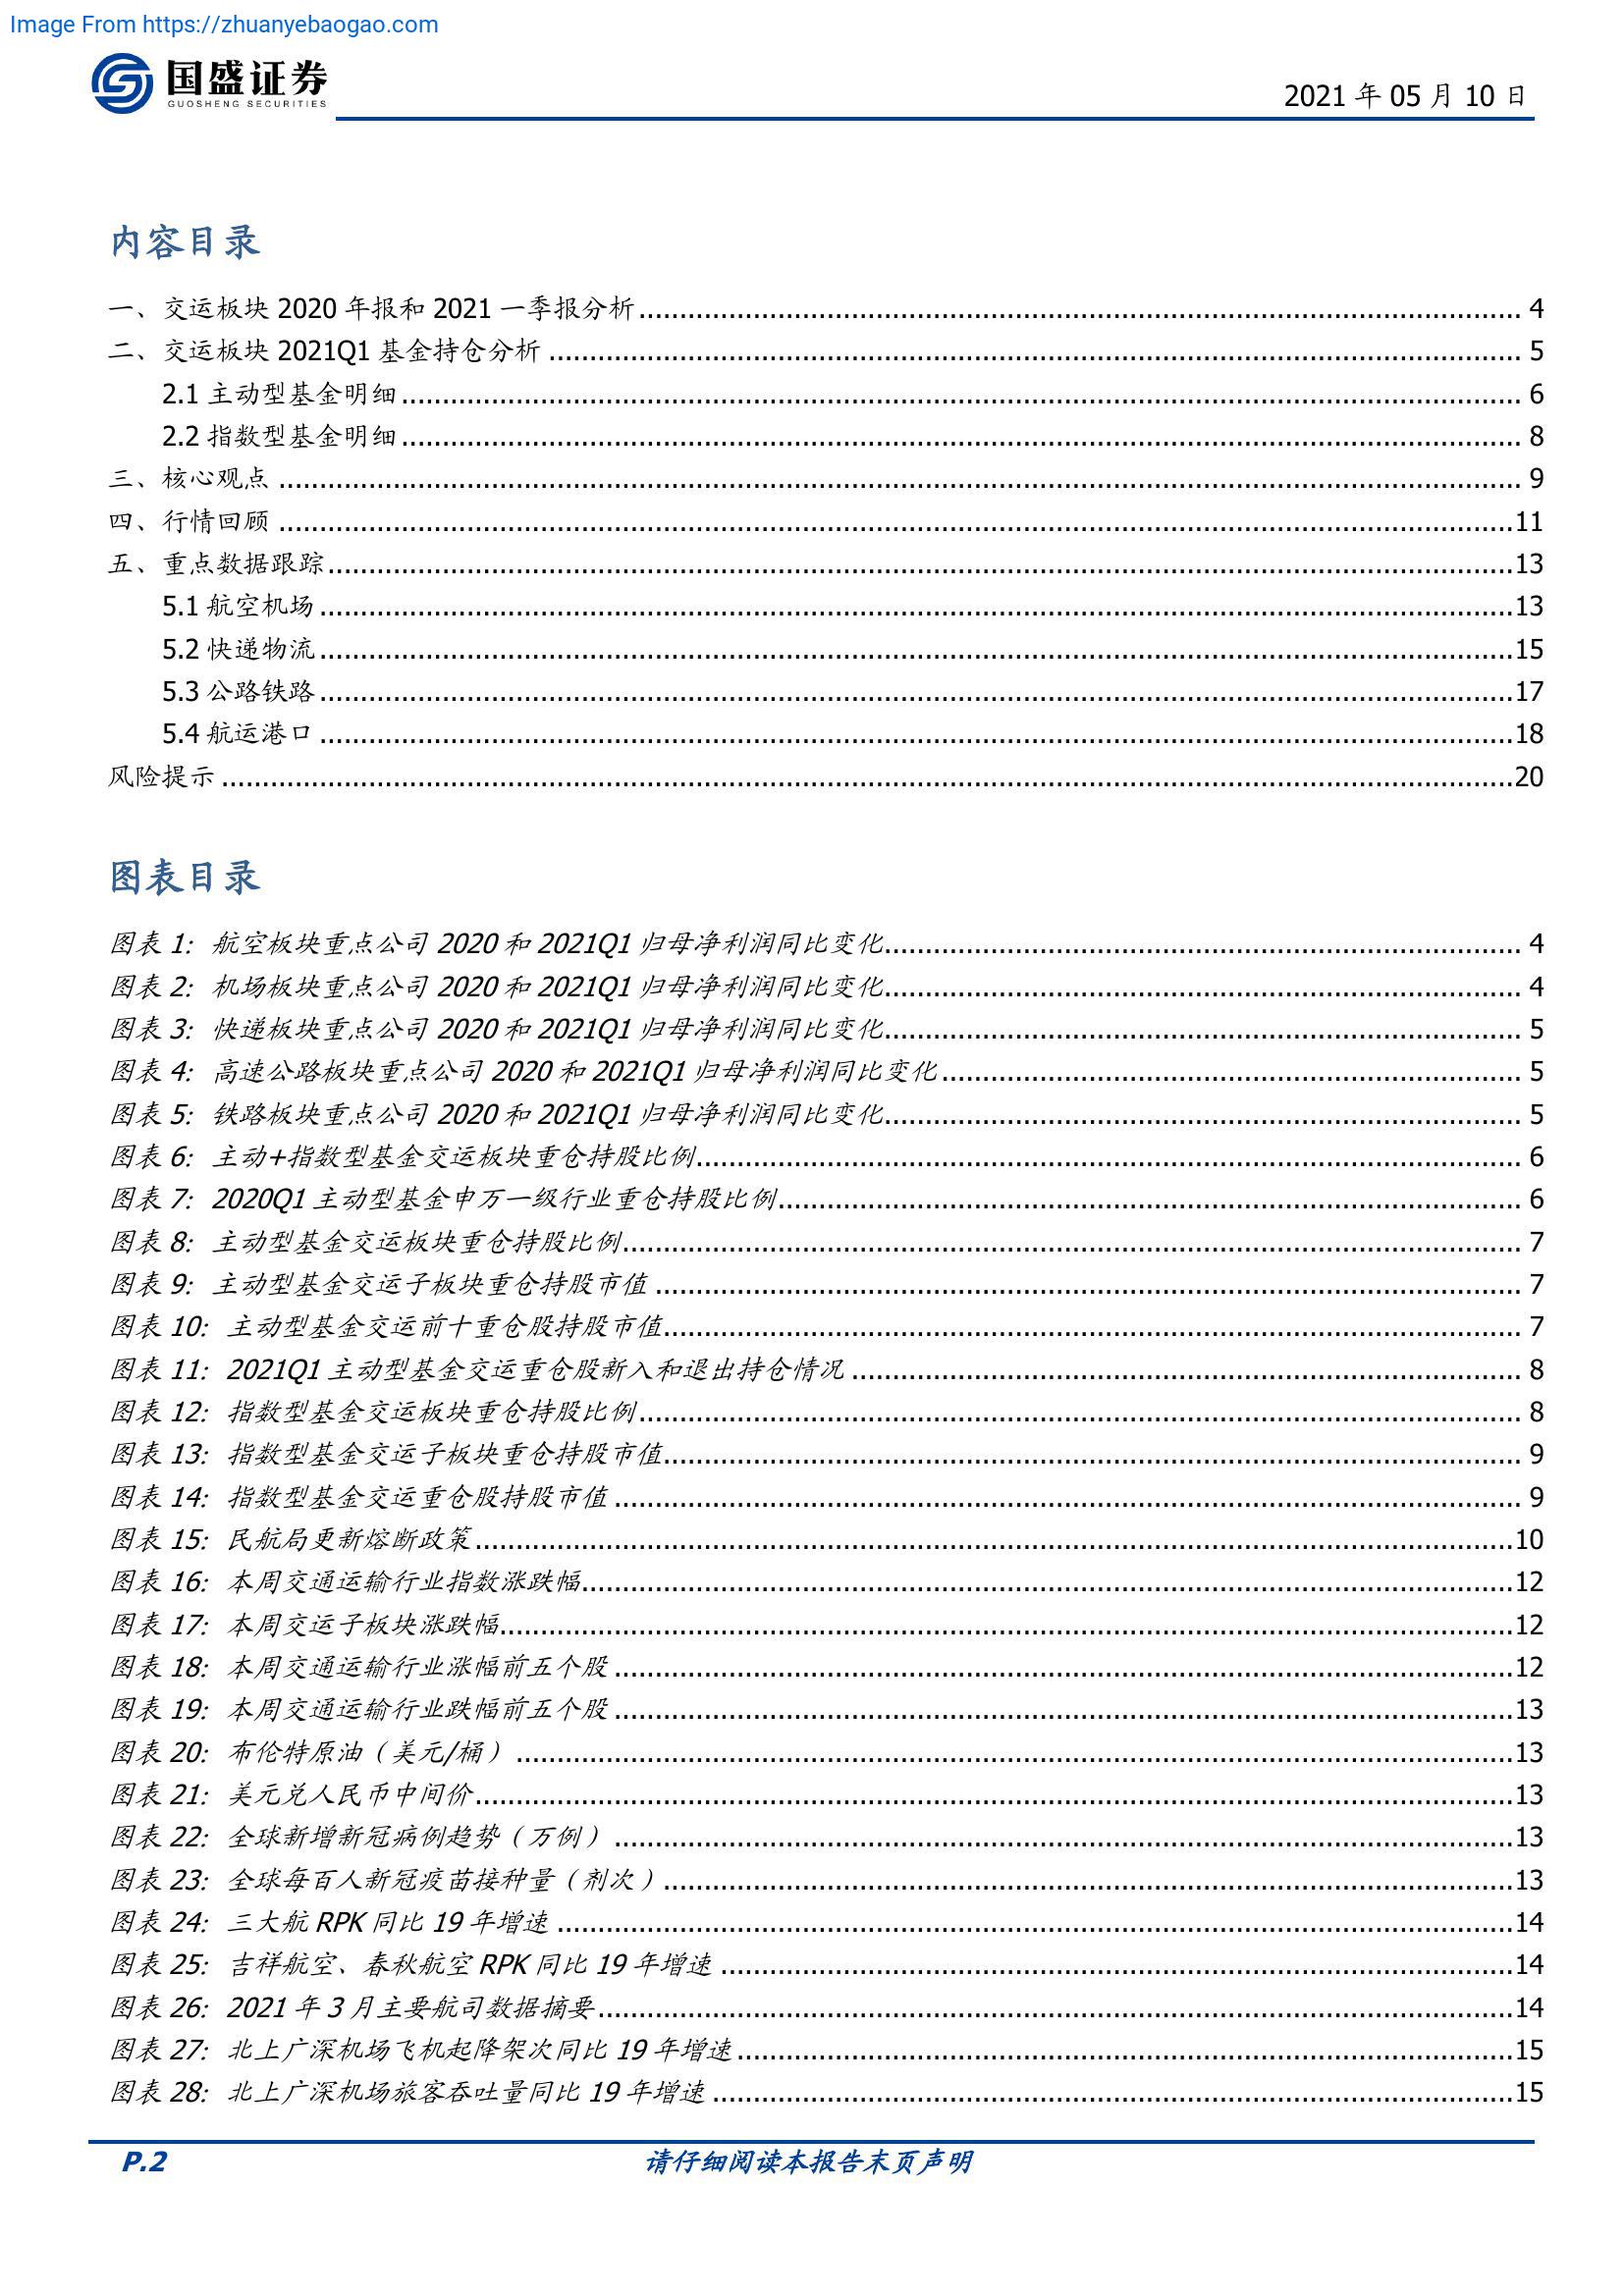 Image From https://zhuanyebaogao.com
国盛证券
GUOSHENG SECURITIES
2021 年 05 月 10 日
内容目录
一、交运板块 2020 年报和 2021 一季报分析 4
二、交运板块 2021Q1 基金持仓分析 5
2.1 主动型基金明细 6
2.2 指数型基金明细 8
三、核心观点 9
四、行情回顾 11
五、重点数据跟踪 13
5.1 航空机场 13
5.2 快递物流 15
5.3 公路铁路 17
5.4 航运港口 18
风险提示 20
图表目录
图表 1: 航空板块重点公司 2020 和 2021Q1 归母净利润同比变化 4
图表 2: 机场板块重点公司 2020 和 2021Q1 归母净利润同比变化 4
图表 3: 快递板块重点公司 2020 和 2021Q1 归母净利润同比变化 5
图表 4: 高速公路板块重点公司 2020 和 2021Q1 归母净利润同比变化 5
图表 5: 铁路板块重点公司 2020 和 2021Q1 归母净利润同比变化 5
图表 6: 主动+指数型基金交运板块重仓持股比例 6
图表 7: 2020Q1 主动型基金申万一级行业重仓持股比例 6
图表 8: 主动型基金交运板块重仓持股比例 7
图表 9: 主动型基金交运子板块重仓持股市值 7
图表 10: 主动型基金交运前十重仓股持股市值 7
图表 11: 2021Q1 主动型基金交运重仓股新入和退出持仓情况 8
图表 12: 指数型基金交运板块重仓持股比例 8
图表 13: 指数型基金交运子板块重仓持股市值 9
图表 14: 指数型基金交运重仓股持股市值 9
图表 15: 民航局更新熔断政策 10
图表 16: 本周交通运输行业指数涨跌幅 12
图表 17: 本周交运子板块涨跌幅 12
图表 18: 本周交通运输行业涨幅前五个股 12
图表 19: 本周交通运输行业跌幅前五个股 13
图表 20: 布伦特原油（美元/桶） 13
图表 21: 美元兑人民币中间价 13
图表 22: 全球新增新冠病例趋势（万例） 13
图表 23: 全球每百人新冠疫苗接种量（剂次） 13
图表 24: 三大航 RPK 同比 19 年增速 14
图表 25: 吉祥航空、春秋航空 RPK 同比 19 年增速 14
图表 26: 2021 年 3 月主要航司数据摘要 14
图表 27: 北上广深机场飞机起降架次同比 19 年增速 15
图表 28: 北上广深机场旅客吞吐量同比 19 年增速 15
P.2 请仔细阅读本报告末页声明